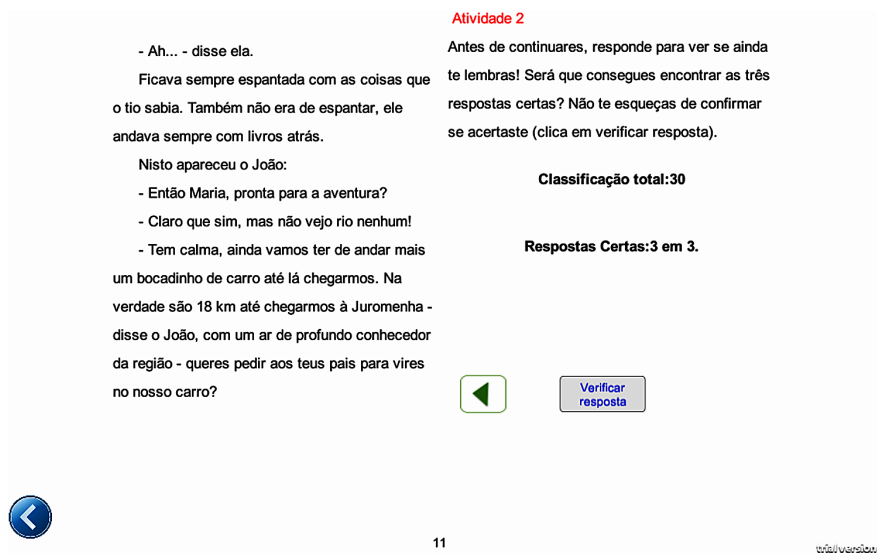 - Ah... - disse ela.
Ficava sempre espantada com as coisas que
o tio sabia. Também não era de espantar, ele
andava sempre com livros atrás.
Nisto apareceu o João:
- Então Maria, pronta para a aventura?
- Claro que sim, mas não vejo rio nenhum!
- Tem calma, ainda vamos ter de andar mais
um bocadinho de carro até lá chegarmos. Na
verdade são 18 km até chegarmos à Juromenha -
disse o João, com um ar de profundo conhecedor
da região - queres pedir aos teus pais para vires
no nosso carro?
Atividade 2
Antes de continuares, responde para ver se ainda
te lembras! Será que consegues encontrar as três
respostas certas? Não te esqueças de confirmar
se acertaste (clica em verificar resposta).
Classificação total:30
Respostas Certas:3 em 3.
Verificar
resposta
11
trial version